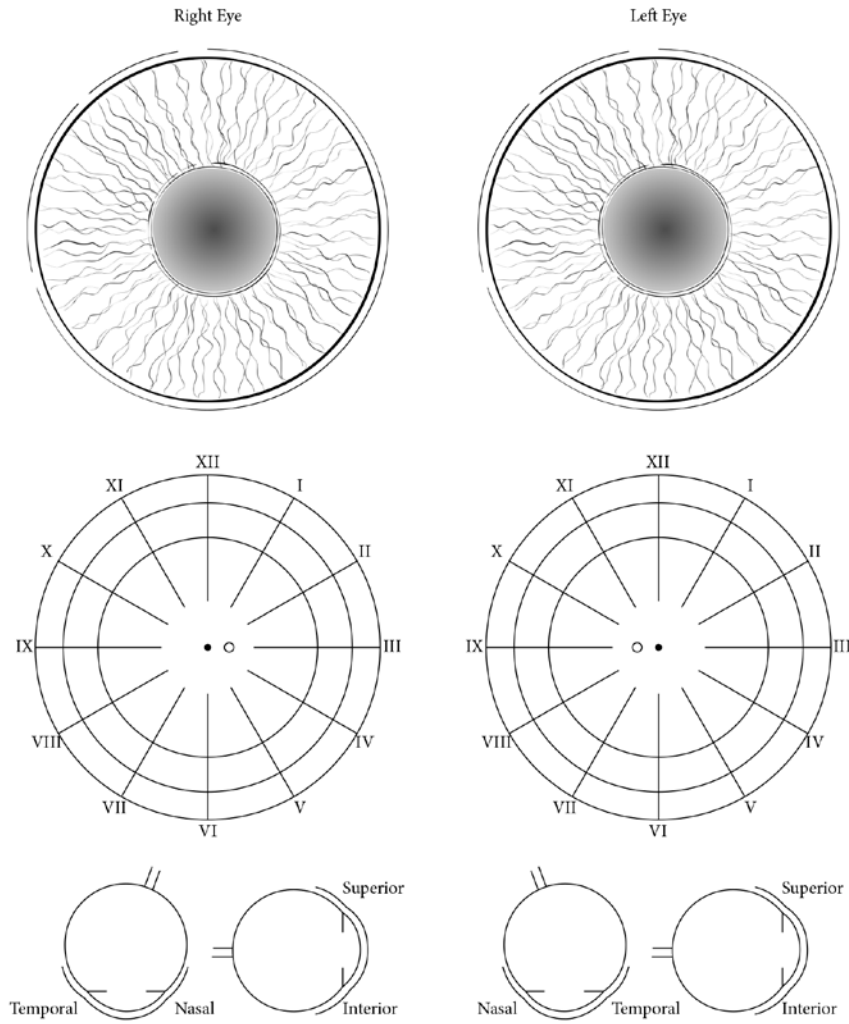 Right Eye
Left Eye
XII
XI
I
X
II
IX
III
VIII
IV
VII
V
VI
XII
XI
I
X
II
IX
III
VIII
IV
VII
V
VI
Superior
Temporal
Nasal
Interior
Superior
Nasal
Temporal
Interior